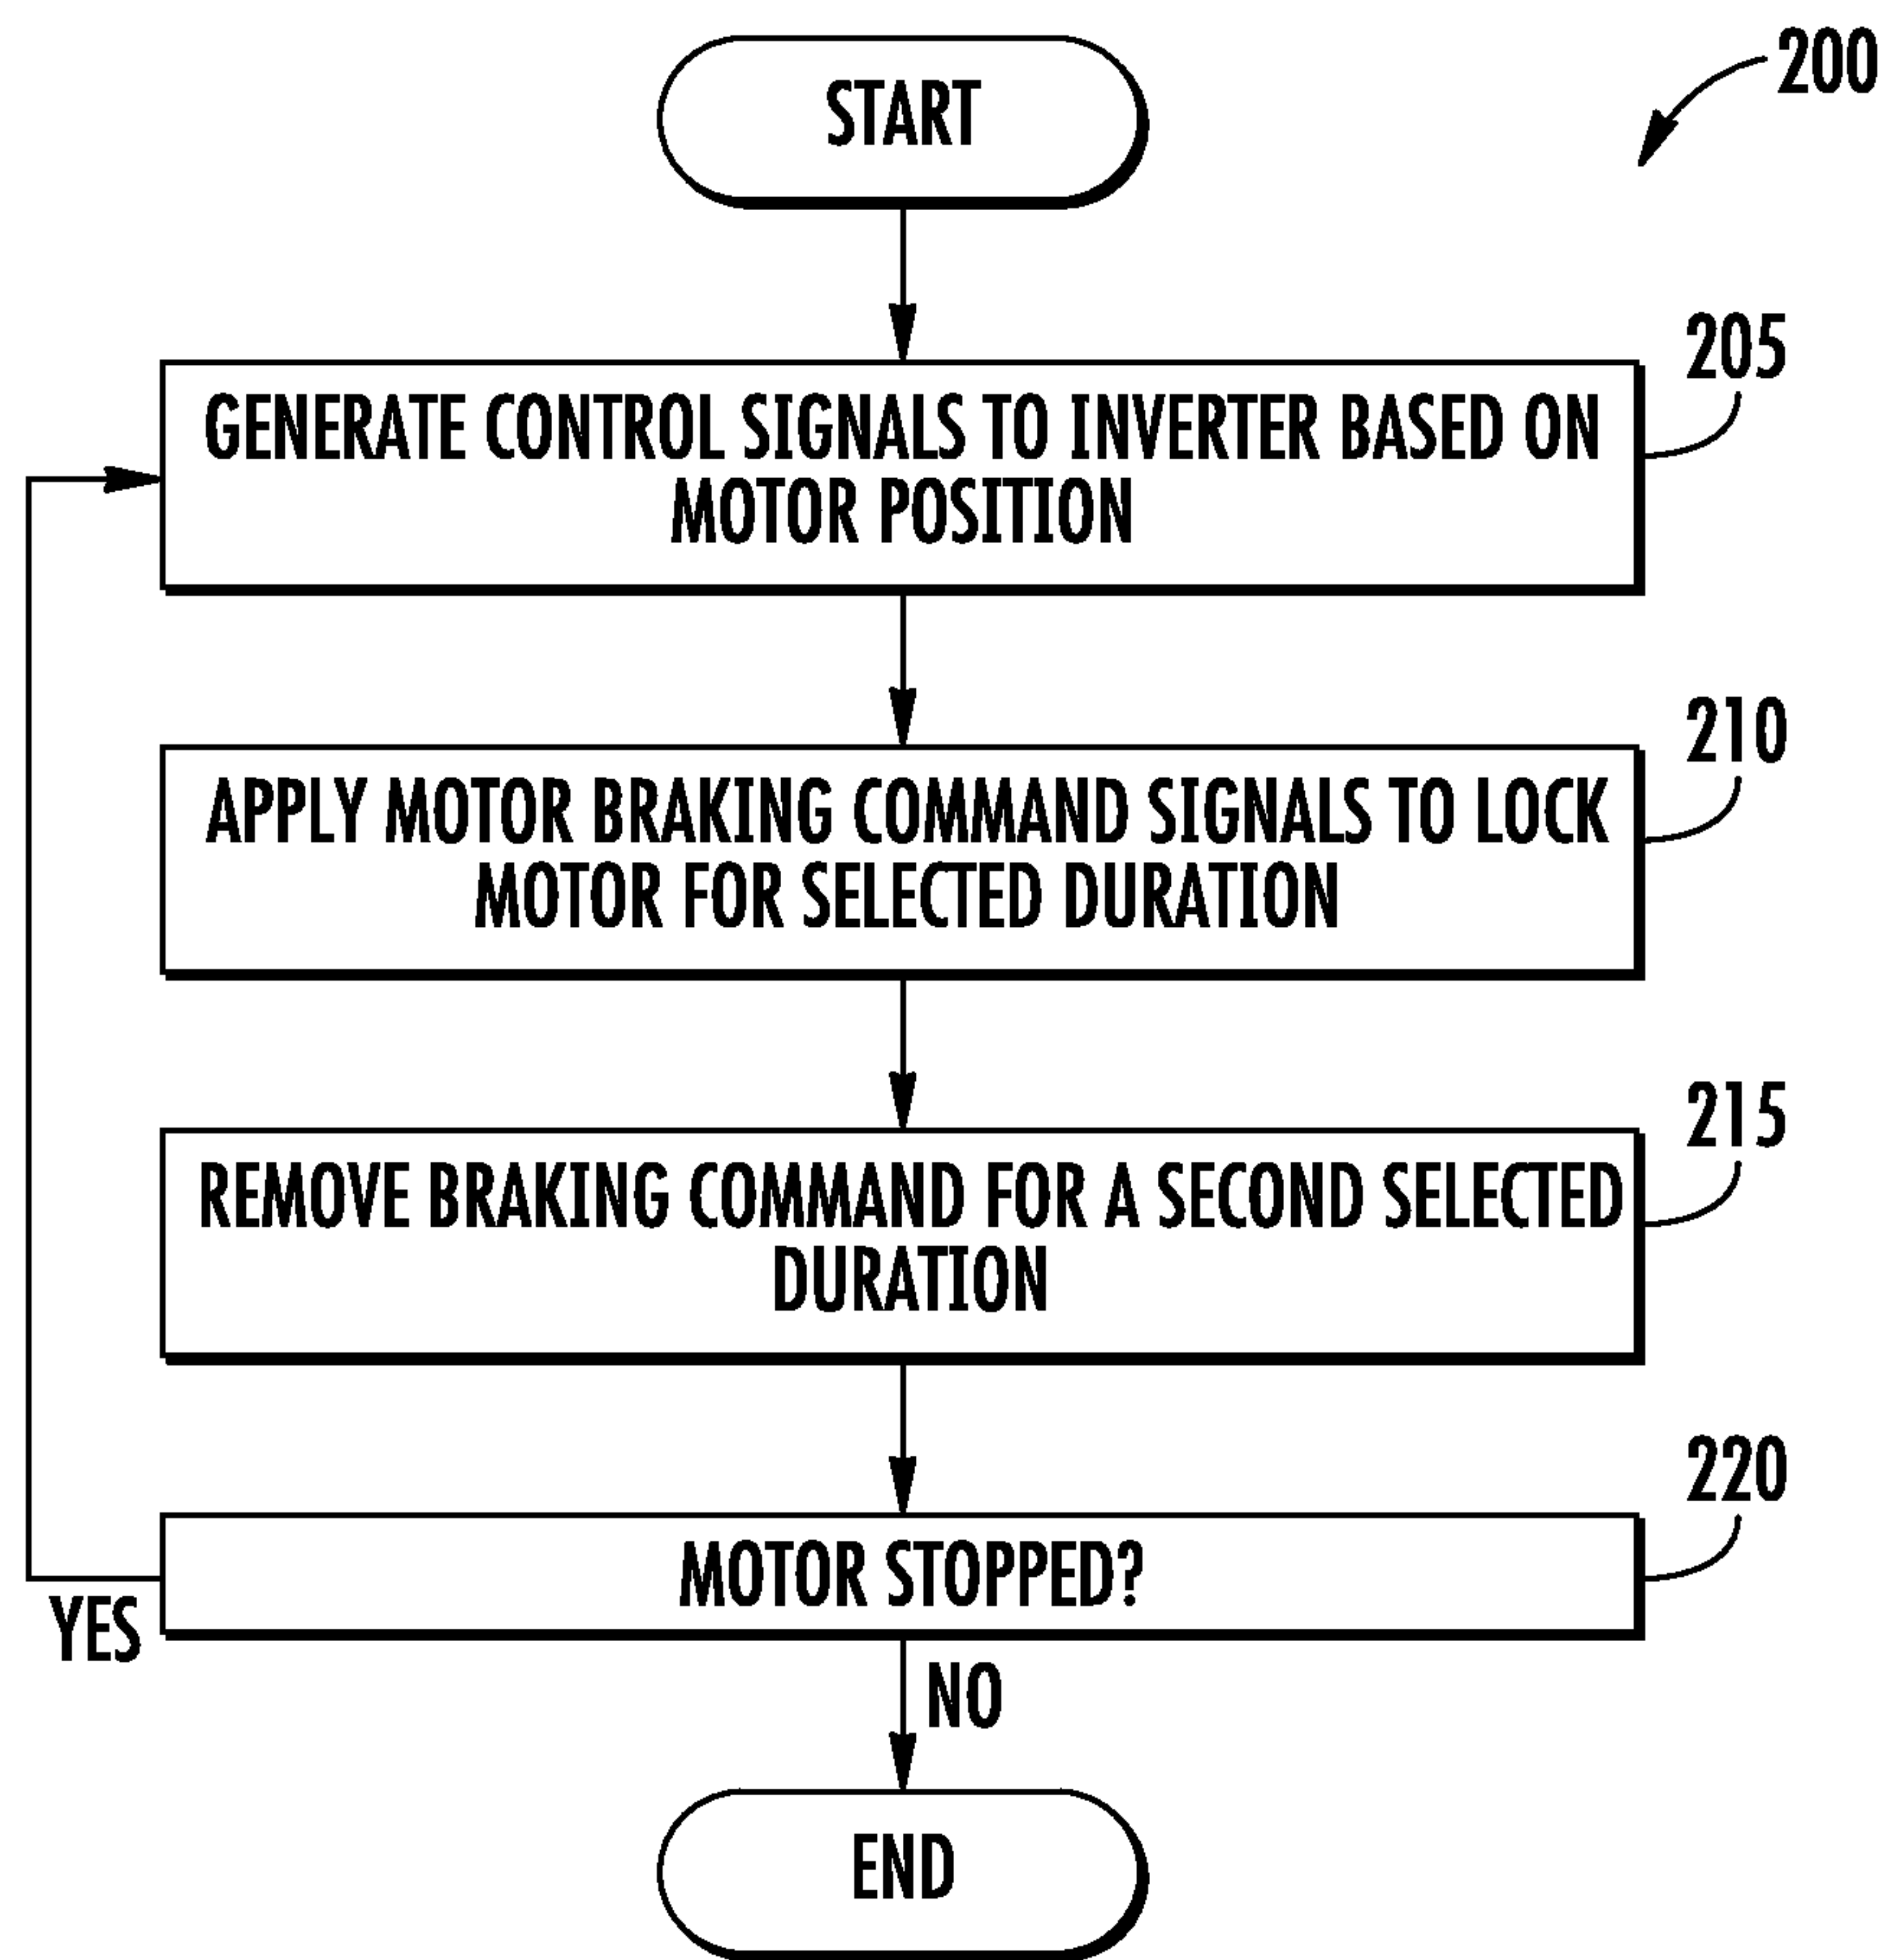 START
200
205
GENERATE CONTROL SIGNALS TO INVERTER BASED ON
MOTOR POSITION
210
APPLY MOTOR BRAKING COMMAND SIGNALS TO LOCK
MOTOR FOR SELECTED DURATION
215
REMOVE BRAKING COMMAND FOR A SECOND SELECTED
DURATION
220
MOTOR STOPPED?
YES
NO
END